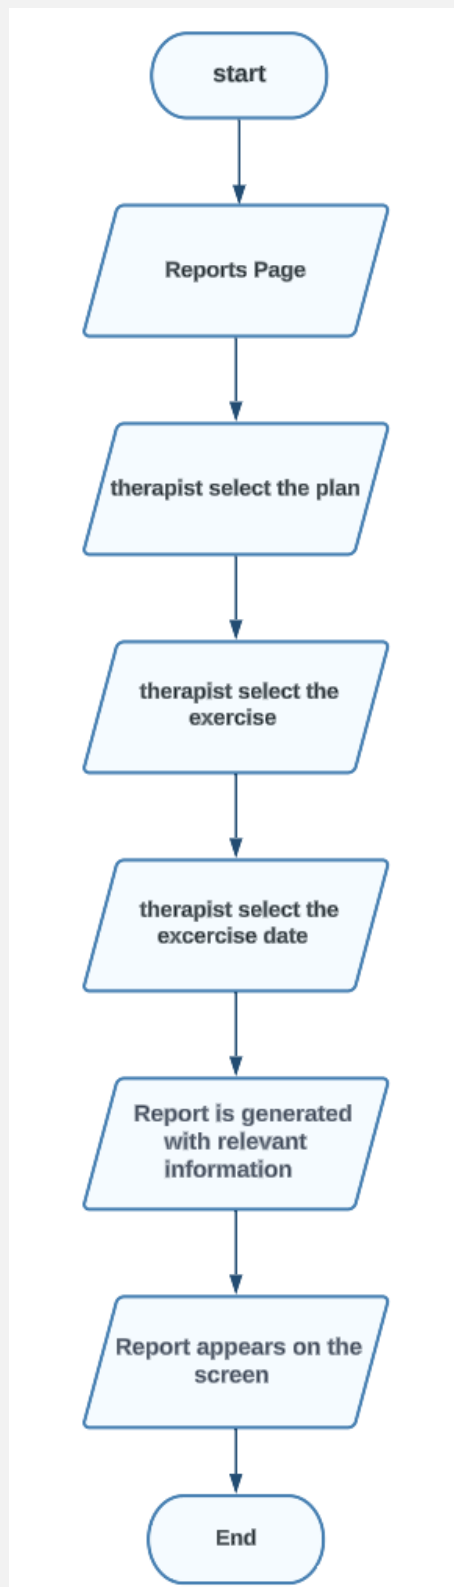 start
Reports Page
therapist select the plan
therapist select the
exercise
therapist select the
excercise date
Report is generated
with relevant
information
Report appears on the
screen
End